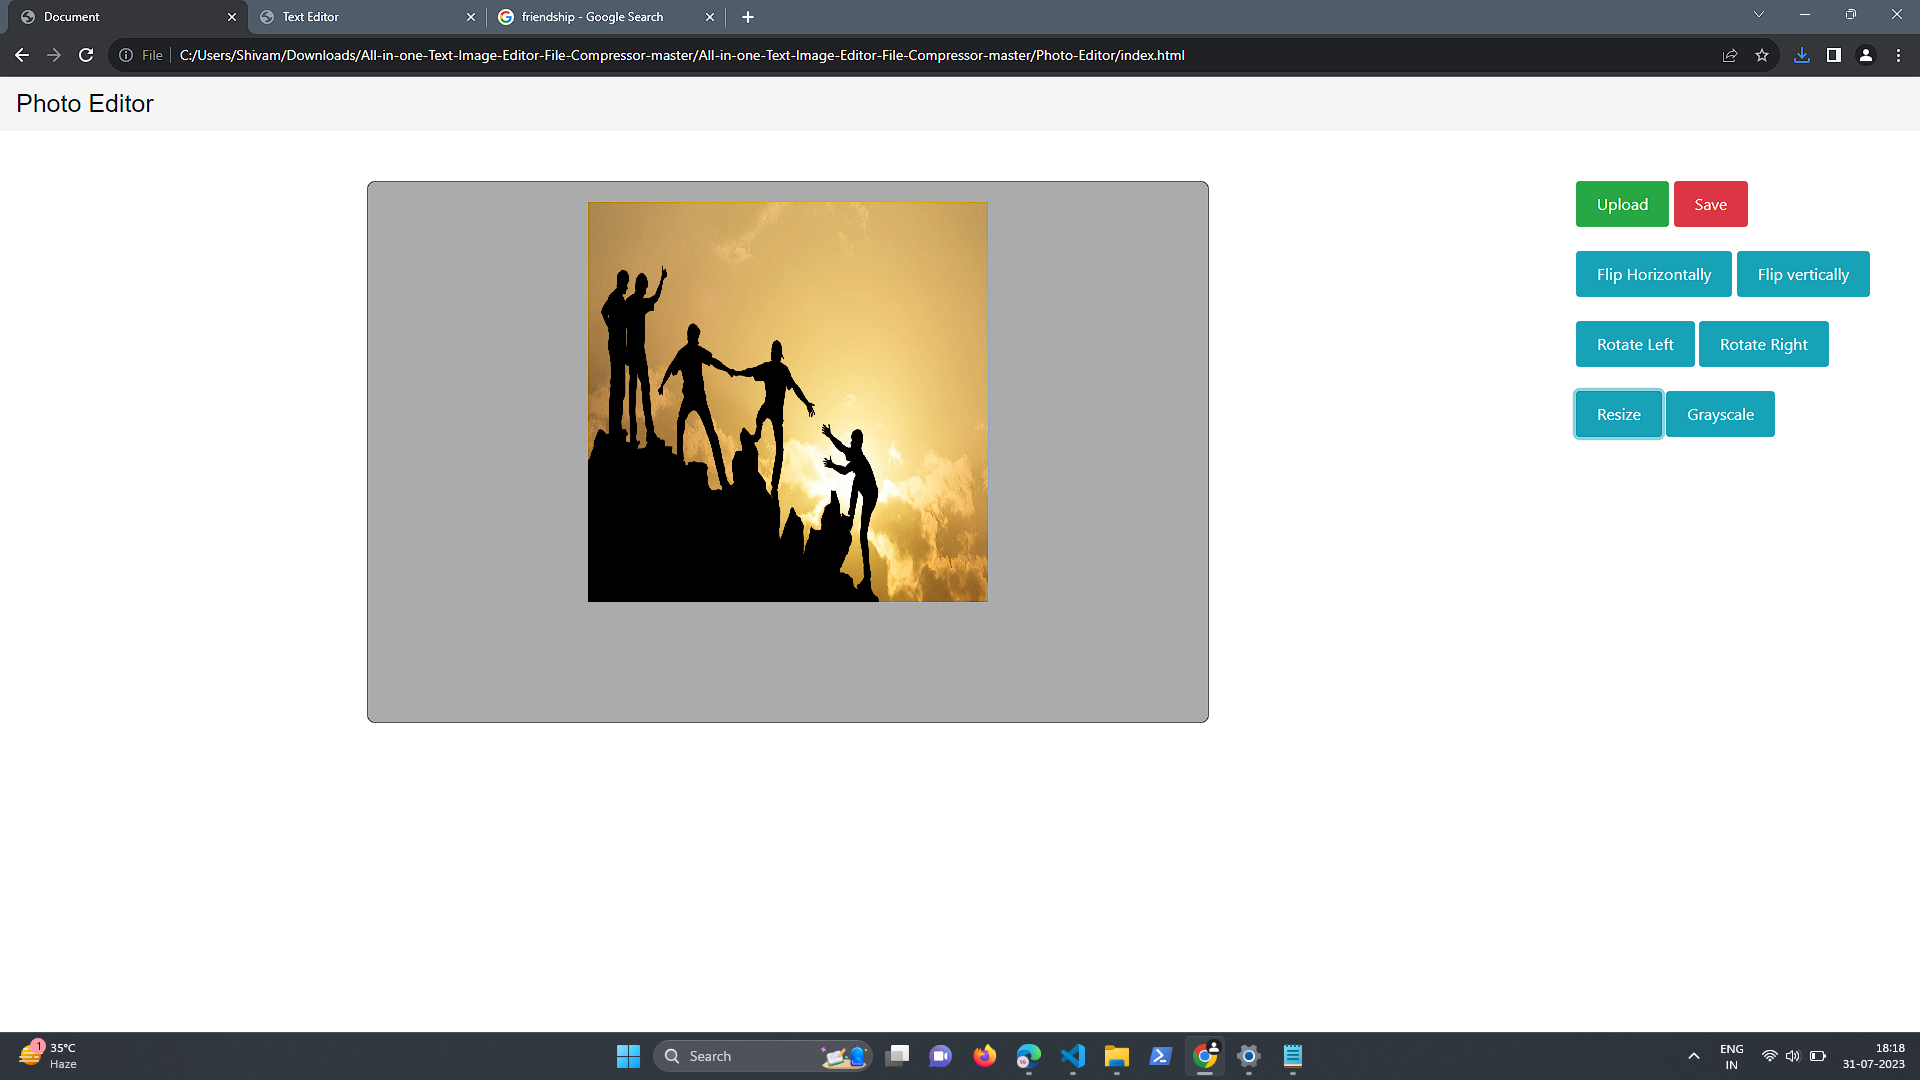 Document
Text Editor
friendship - Google Search
File
C:/Users/Shivam/Downloads/All-in-one-Text-Image-Editor-File-Compressor-master/All-in-one-Text-Image-Editor-File-Compressor-master/Photo-Editor/index.html
Photo Editor
Upload
Save
Flip Horizontally
Flip vertically
Rotate Left
Rotate Right
Resize
Grayscale
1
35°C
Haze
Search
ENG
IN
18:18
31-07-2023